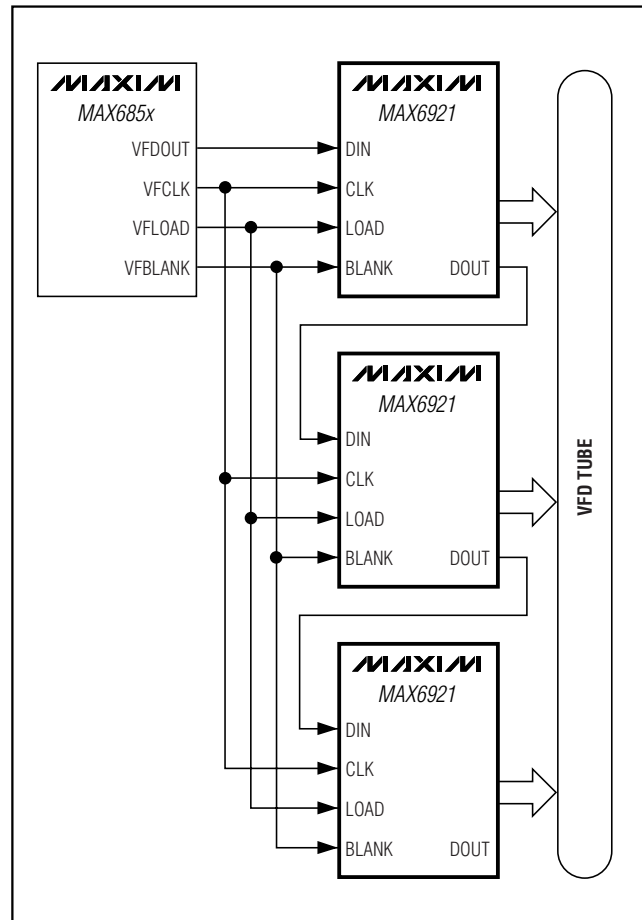 MAXIM
MAX685x
VFDOUT
VFCLK
VFLOAD
VFBLANK
MAXIM
MAX6921
DIN
CLK
LOAD
BLANK DOUT
MAXIM
MAX6921
DIN
CLK
LOAD
BLANK DOUT
MAXIM
MAX6921
DIN
CLK
LOAD
BLANK DOUT
VFD TUBE